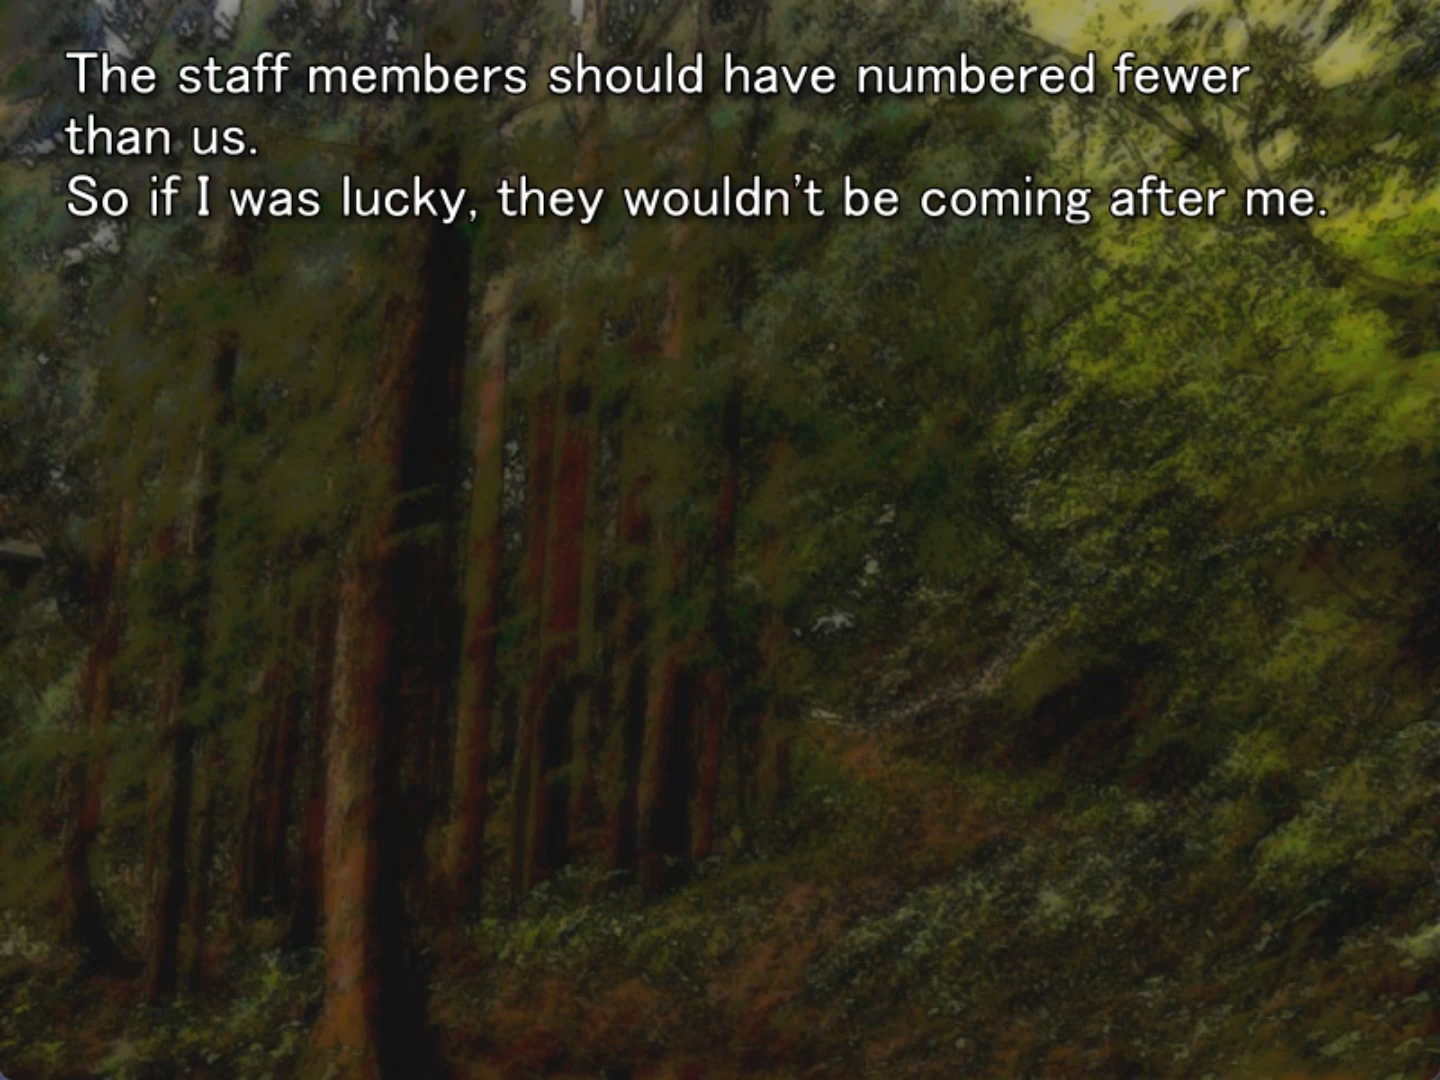 The staff members should have numbered fewer
than us.
So if I was lucky, they wouldn't be coming after me.